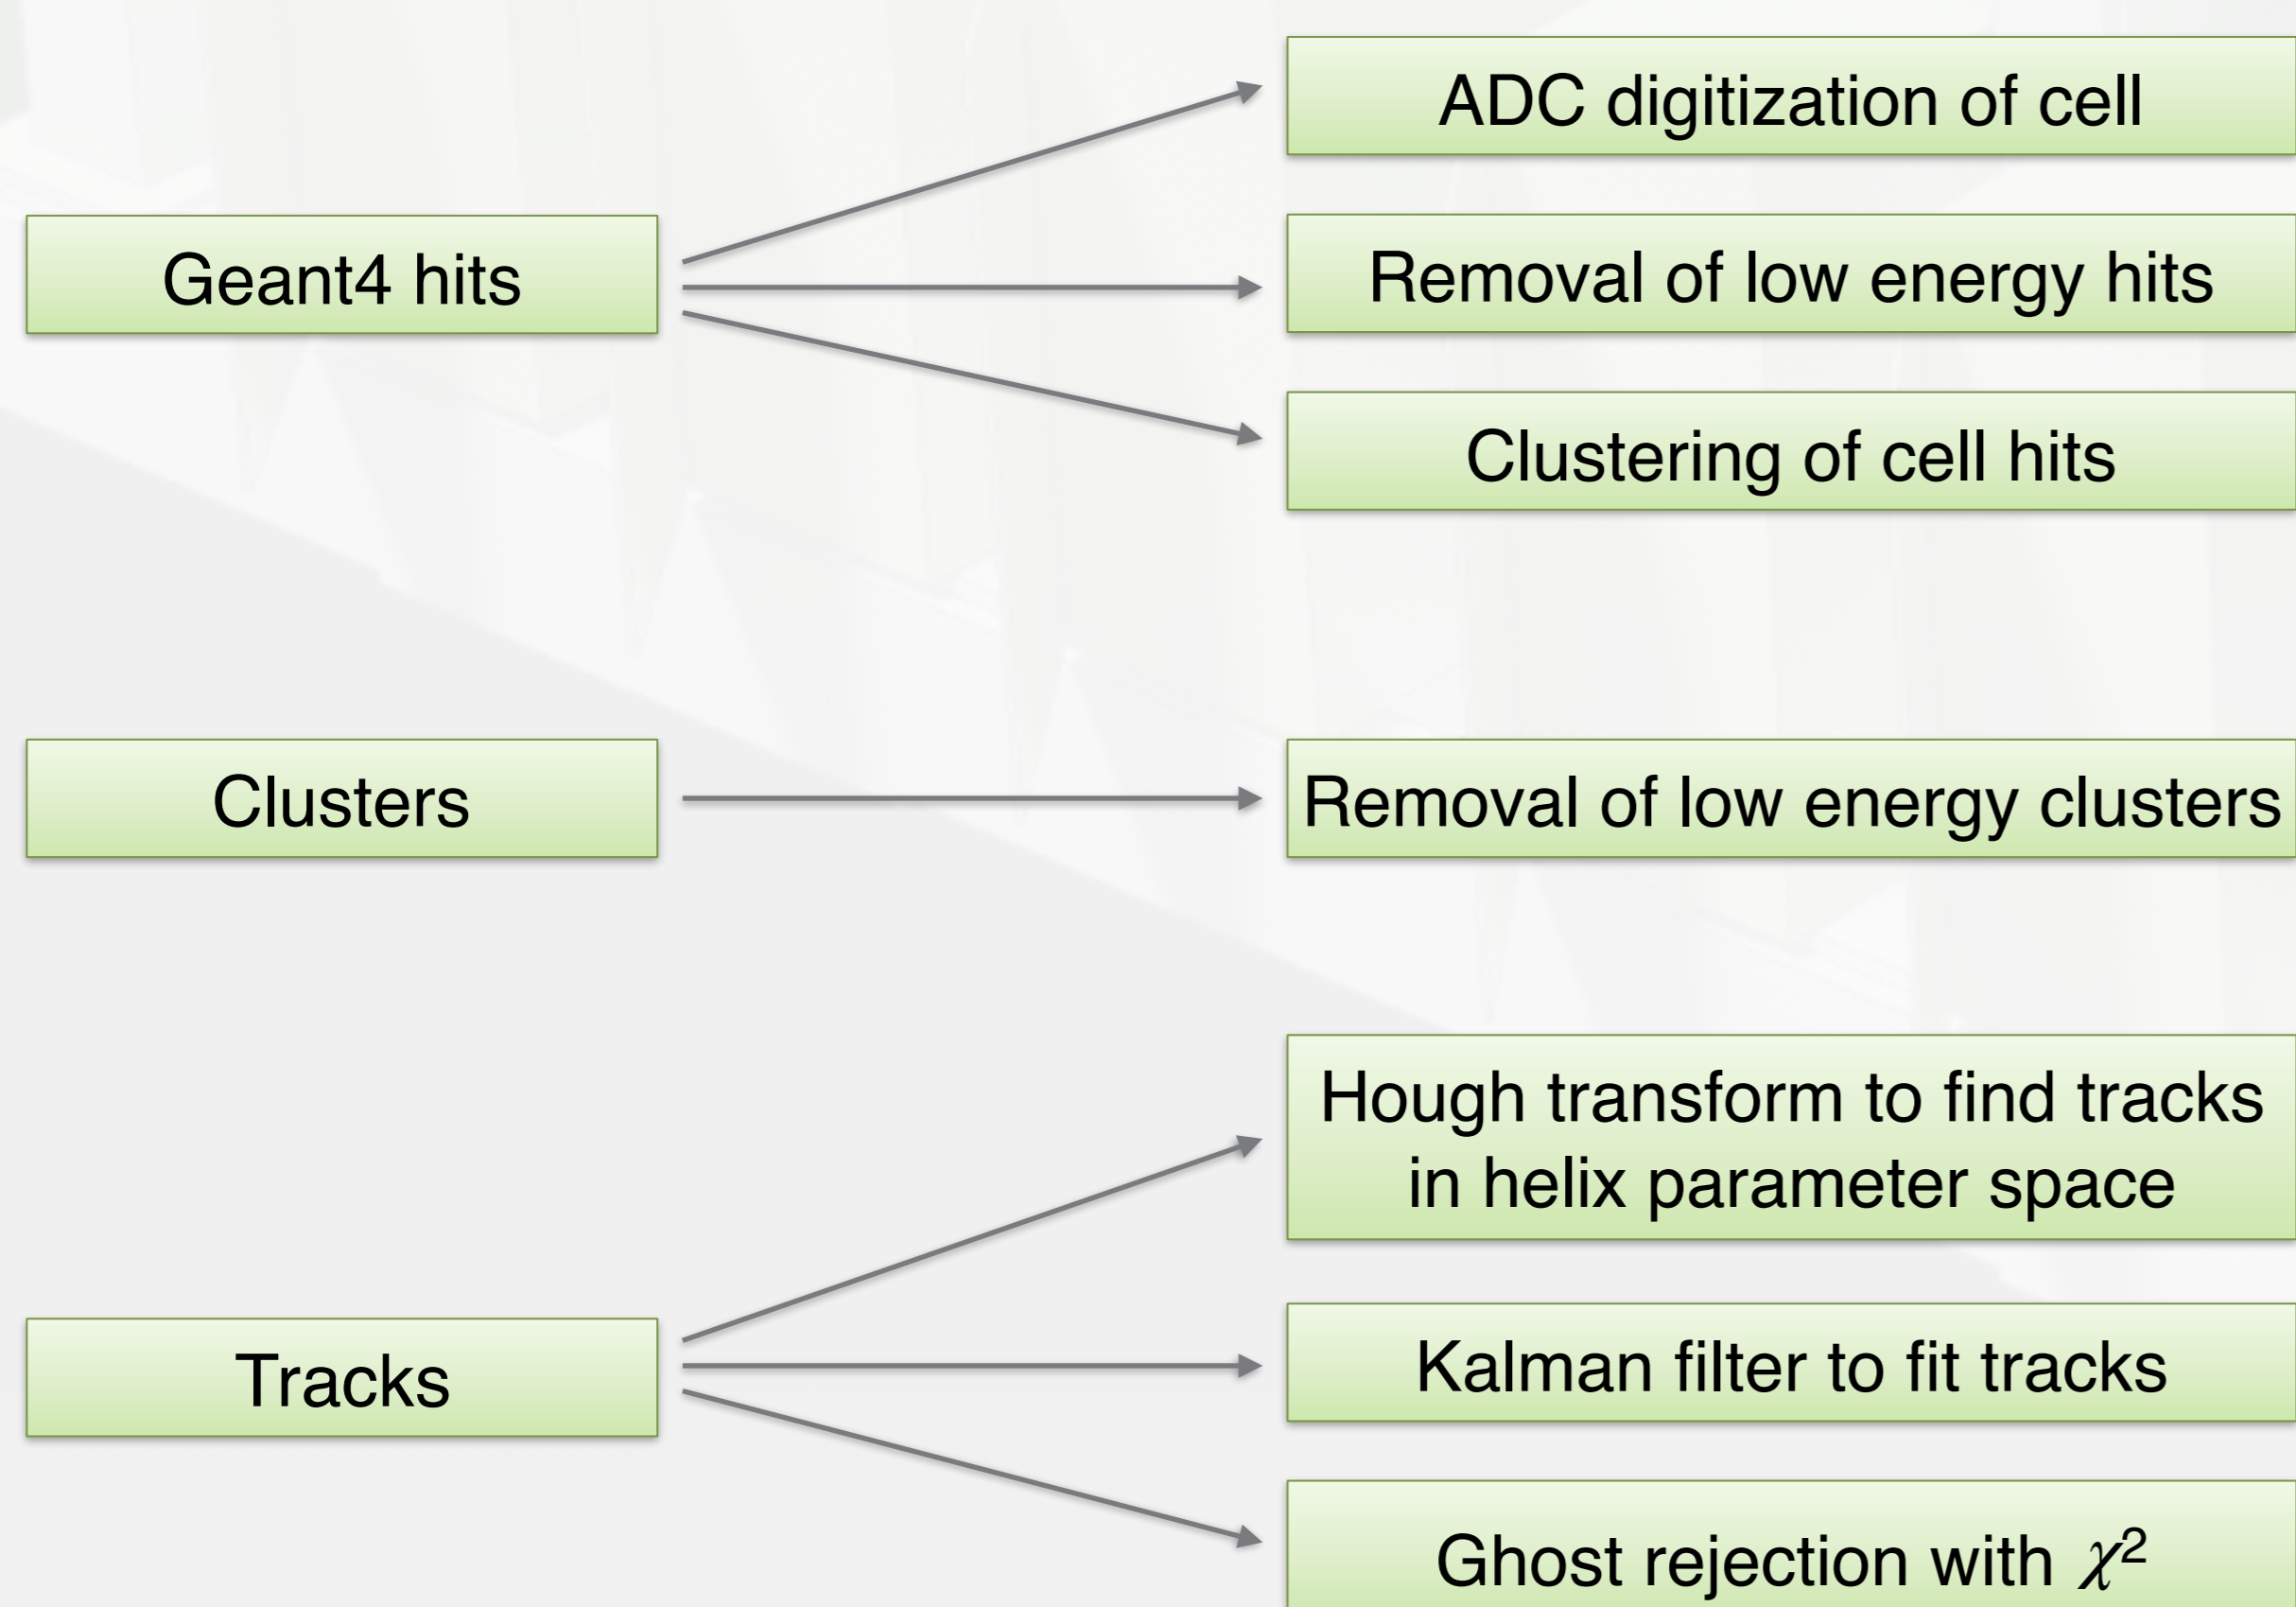 Geant4 hits
ADC digitization of cell
Removal of low energy hits
Clustering of cell hits
Clusters
Removal of low energy clusters
Tracks
Hough transform to find tracks
in helix parameter space
Kalman filter to fit tracks
Ghost rejection with χ²